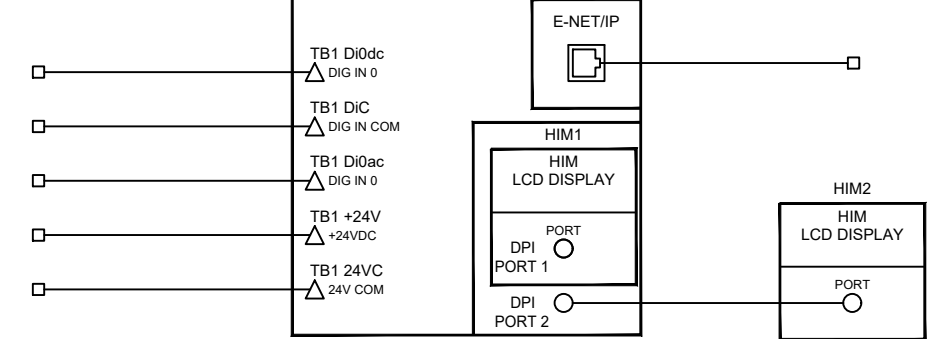 E-NET/IP
TB1 Di0dc
DIG IN 0
TB1 DiC
DIG IN COM
TB1 Di0ac
DIG IN 0
TB1 +24V
+24VDC
TB1 24VC
24V COM
HIM1
HIM
LCD DISPLAY
PORT
DPI
PORT 1
DPI
PORT 2
HIM2
HIM
LCD DISPLAY
PORT